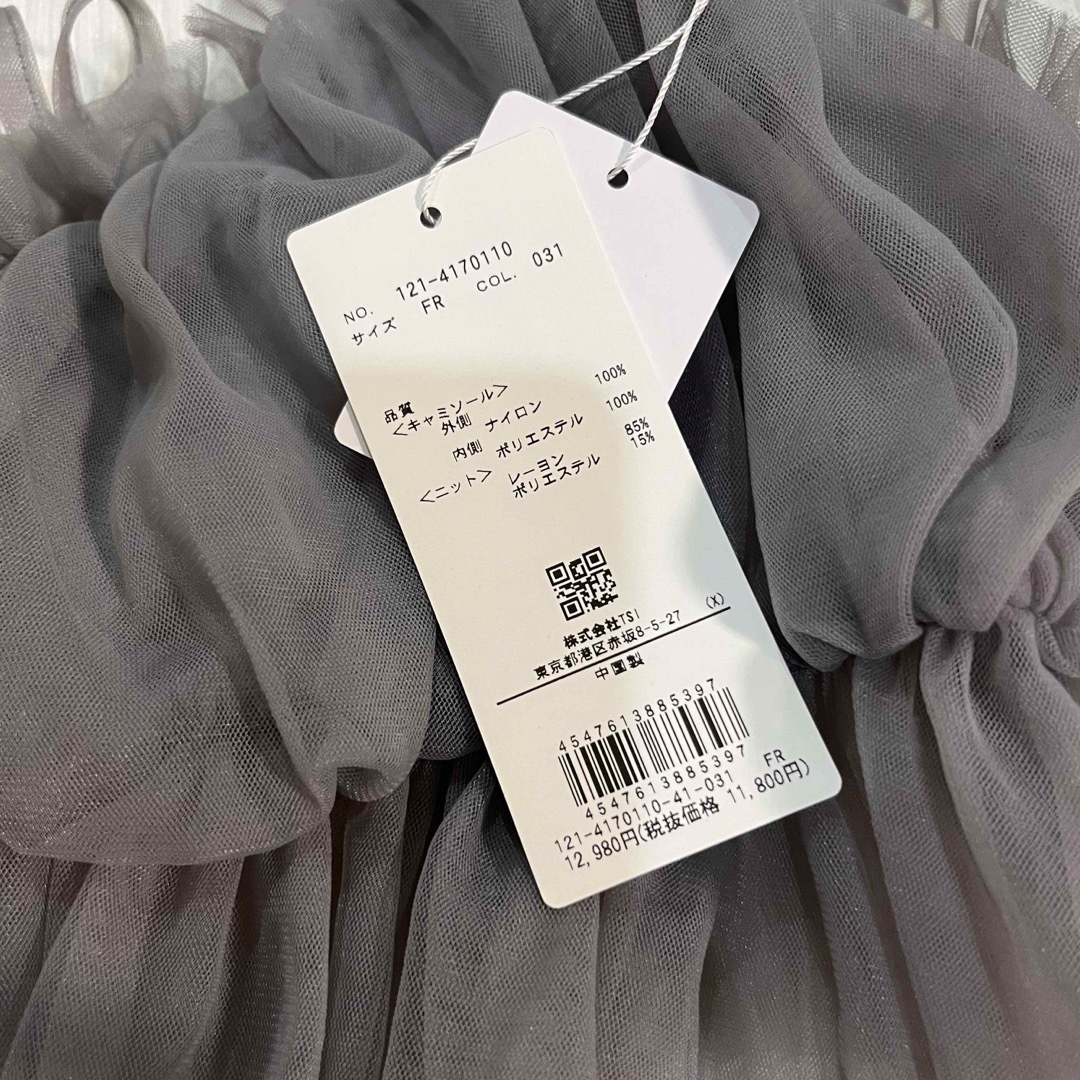 NO. 121-4170110
サイズ FR COL. 031
品質
<キャミソール>
外側 ナイロン 100%
内側 ポリエステル 100%
<ニット> レーヨン 85%
ポリエステル 15%
株式会社TSI
東京都港区赤坂8-5-27 (X)
中国製
4547613885397
4547613885397
121-4170110-41-031 FR
12,980円(税抜価格 11,800円)